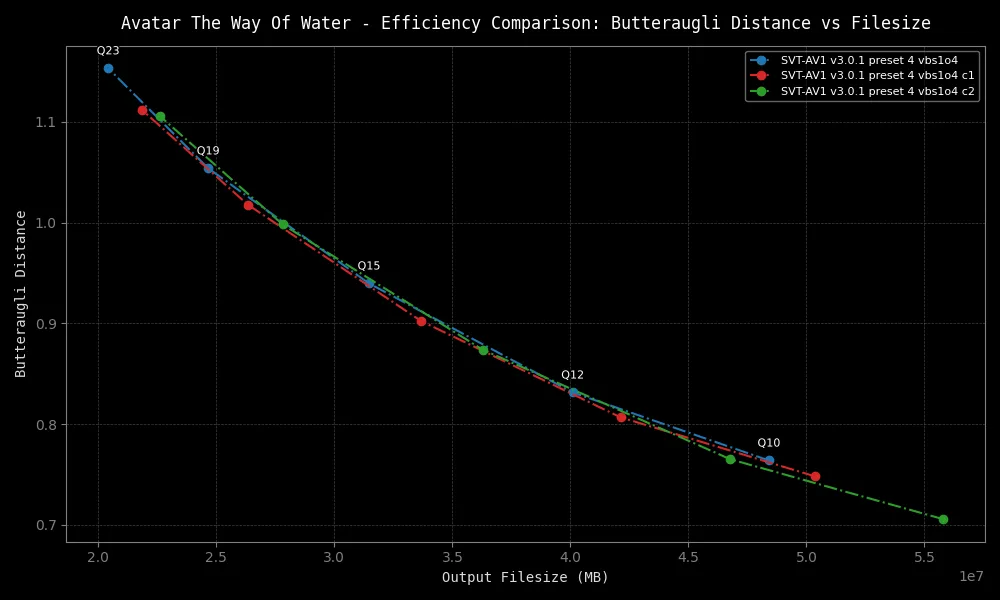 Avatar The Way Of Water - Efficiency Comparison: Butteraugli Distance vs Filesize
SVT-AV1 v3.0.1 preset 4 vbs1o4
SVT-AV1 v3.0.1 preset 4 vbs1o4 c1
SVT-AV1 v3.0.1 preset 4 vbs1o4 c2
Q23
Q19
Q15
Q12
Q10
Butteraugli Distance
1.1
1.0
0.9
0.8
0.7
2.0 2.5 3.0 3.5 4.0 4.5 5.0 5.5
1e7
Output Filesize (MB)